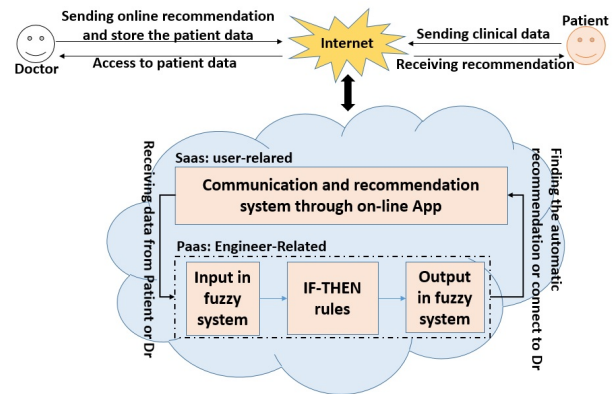 Sending online recommendation
and store the patient data
Access to patient data
Doctor
Internet
Patient
Sending clinical data
Receiving recommendation
Receiving data from Patient or Dr
Saas: user-relared
Communication and recommendation
system through on-line App
Paas: Engineer-Related
Input in
fuzzy
system
IF-THEN
rules
Output
in fuzzy
system
Finding the automatic
recommendation or connect to Dr